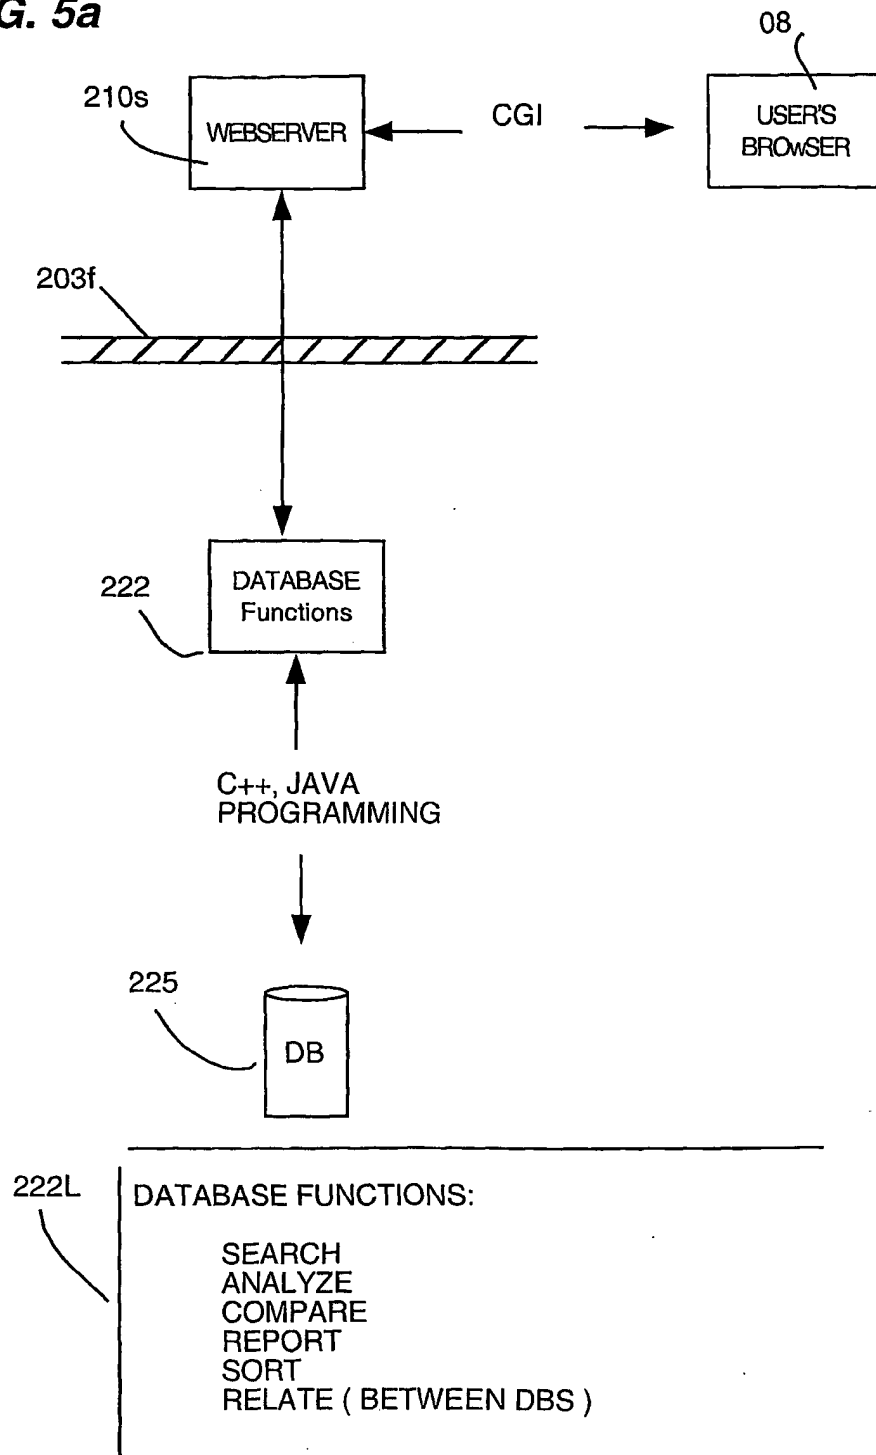 G. 5a
08
210s
WEBSERVER
CGI
USER'S
BROwSER
203f
222
DATABASE
Functions
C++, JAVA
PROGRAMMING
225
DB
222L
DATABASE FUNCTIONS:
SEARCH
ANALYZE
COMPARE
REPORT
SORT
RELATE ( BETWEEN DBS )